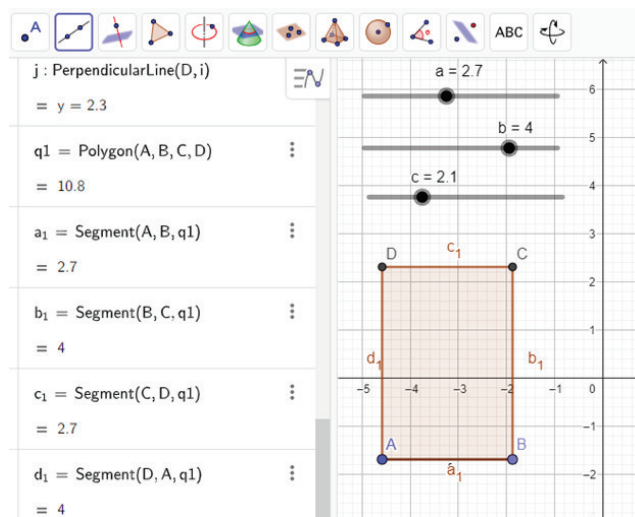 A
ABC
j : PerpendicularLine(D, i)
= y = 2.3
q1 = Polygon(A, B, C, D)
= 10.8
a₁ = Segment(A, B, q1)
= 2.7
b₁ = Segment(B, C, q1)
= 4
c₁ = Segment(C, D, q1)
= 2.7
d₁ = Segment(D, A, q1)
= 4
a = 2.7
b = 4
c = 2.1
6
5
4
3
2
1
-1
-2
-5 -4 -3 -2 -1 0
D c₁ C
d₁ b₁
A B
a₁